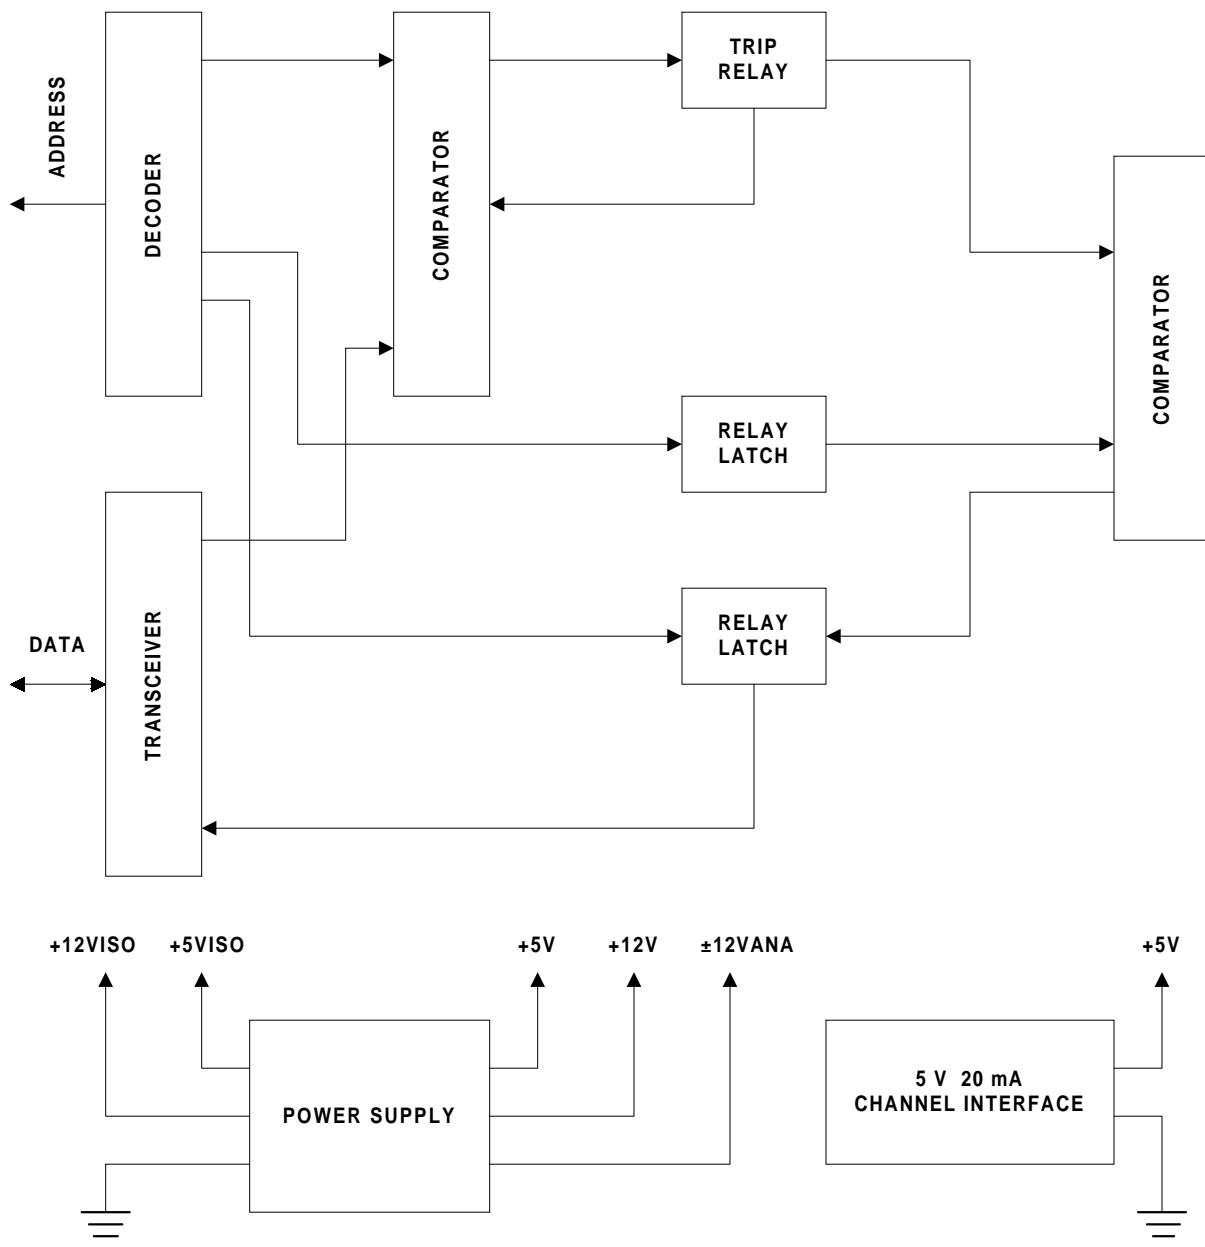 TRIP
RELAY
ADDRESS
DECODER
COMPARATOR
COMPARATOR
RELAY
LATCH
RELAY
LATCH
DATA
TRANSCEIVER
+12VISO
+5VISO
+5V
+12V
±12VANA
+5V
5 V 20 mA
CHANNEL INTERFACE
POWER SUPPLY